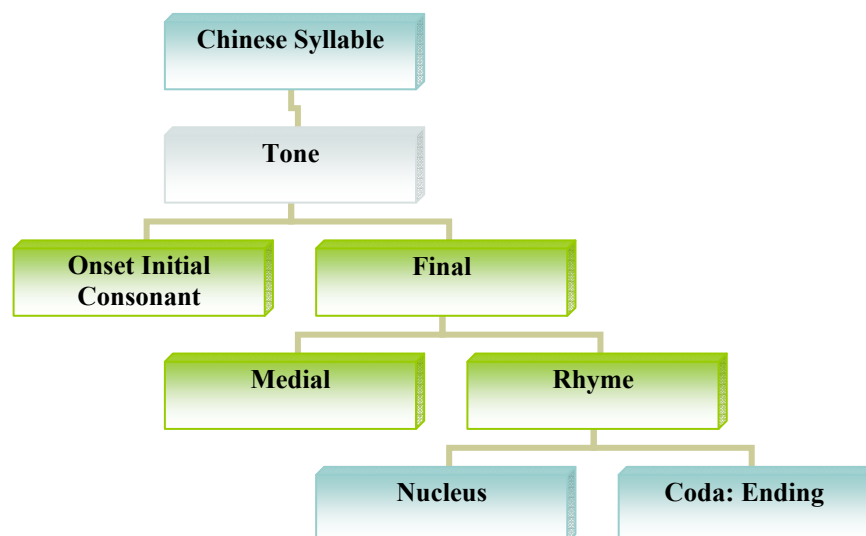 Chinese Syllable
Tone
Onset Initial
Consonant
Final
Medial
Rhyme
Nucleus
Coda: Ending